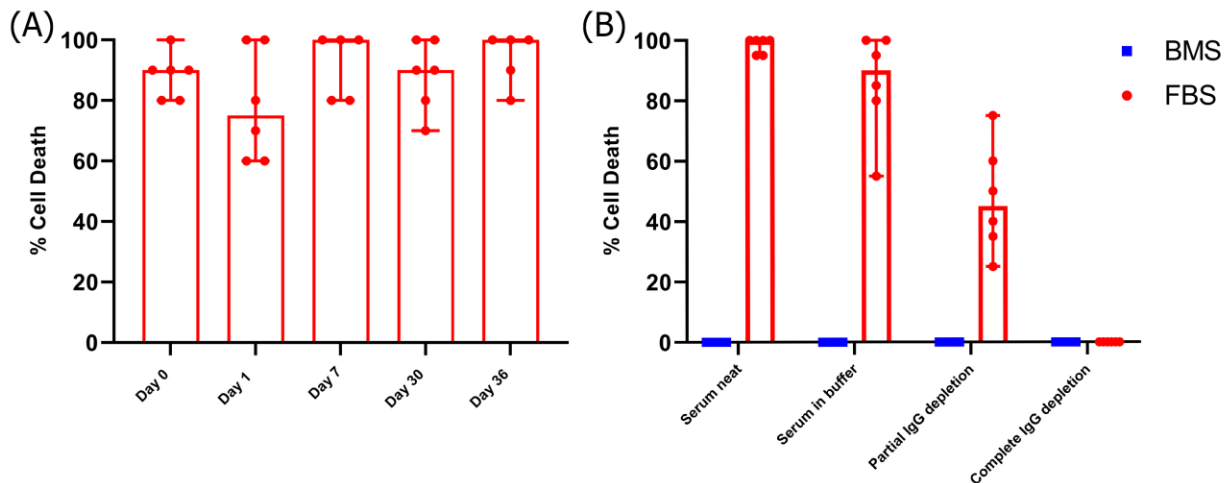 (A)
% Cell Death
100
80
60
40
20
0
Day 0
Day 1
Day 7
Day 30
Day 36
(B)
% Cell Death
100
80
60
40
20
0
Serum neat
Serum in buffer
Partial IgG depletion
Complete IgG depletion
BMS
FBS